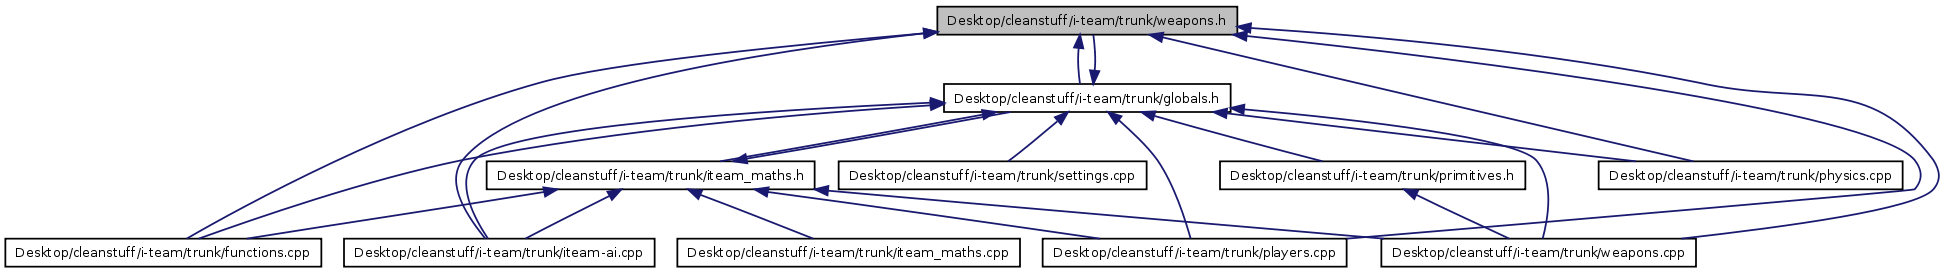 Desktop/cleanstuff/i-team/trunk/weapons.h
Desktop/cleanstuff/i-team/trunk/globals.h
Desktop/cleanstuff/i-team/trunk/iteam_maths.h
Desktop/cleanstuff/i-team/trunk/settings.cpp
Desktop/cleanstuff/i-team/trunk/primitives.h
Desktop/cleanstuff/i-team/trunk/physics.cpp
Desktop/cleanstuff/i-team/trunk/functions.cpp
Desktop/cleanstuff/i-team/trunk/iteam-ai.cpp
Desktop/cleanstuff/i-team/trunk/iteam_maths.cpp
Desktop/cleanstuff/i-team/trunk/players.cpp
Desktop/cleanstuff/i-team/trunk/weapons.cpp